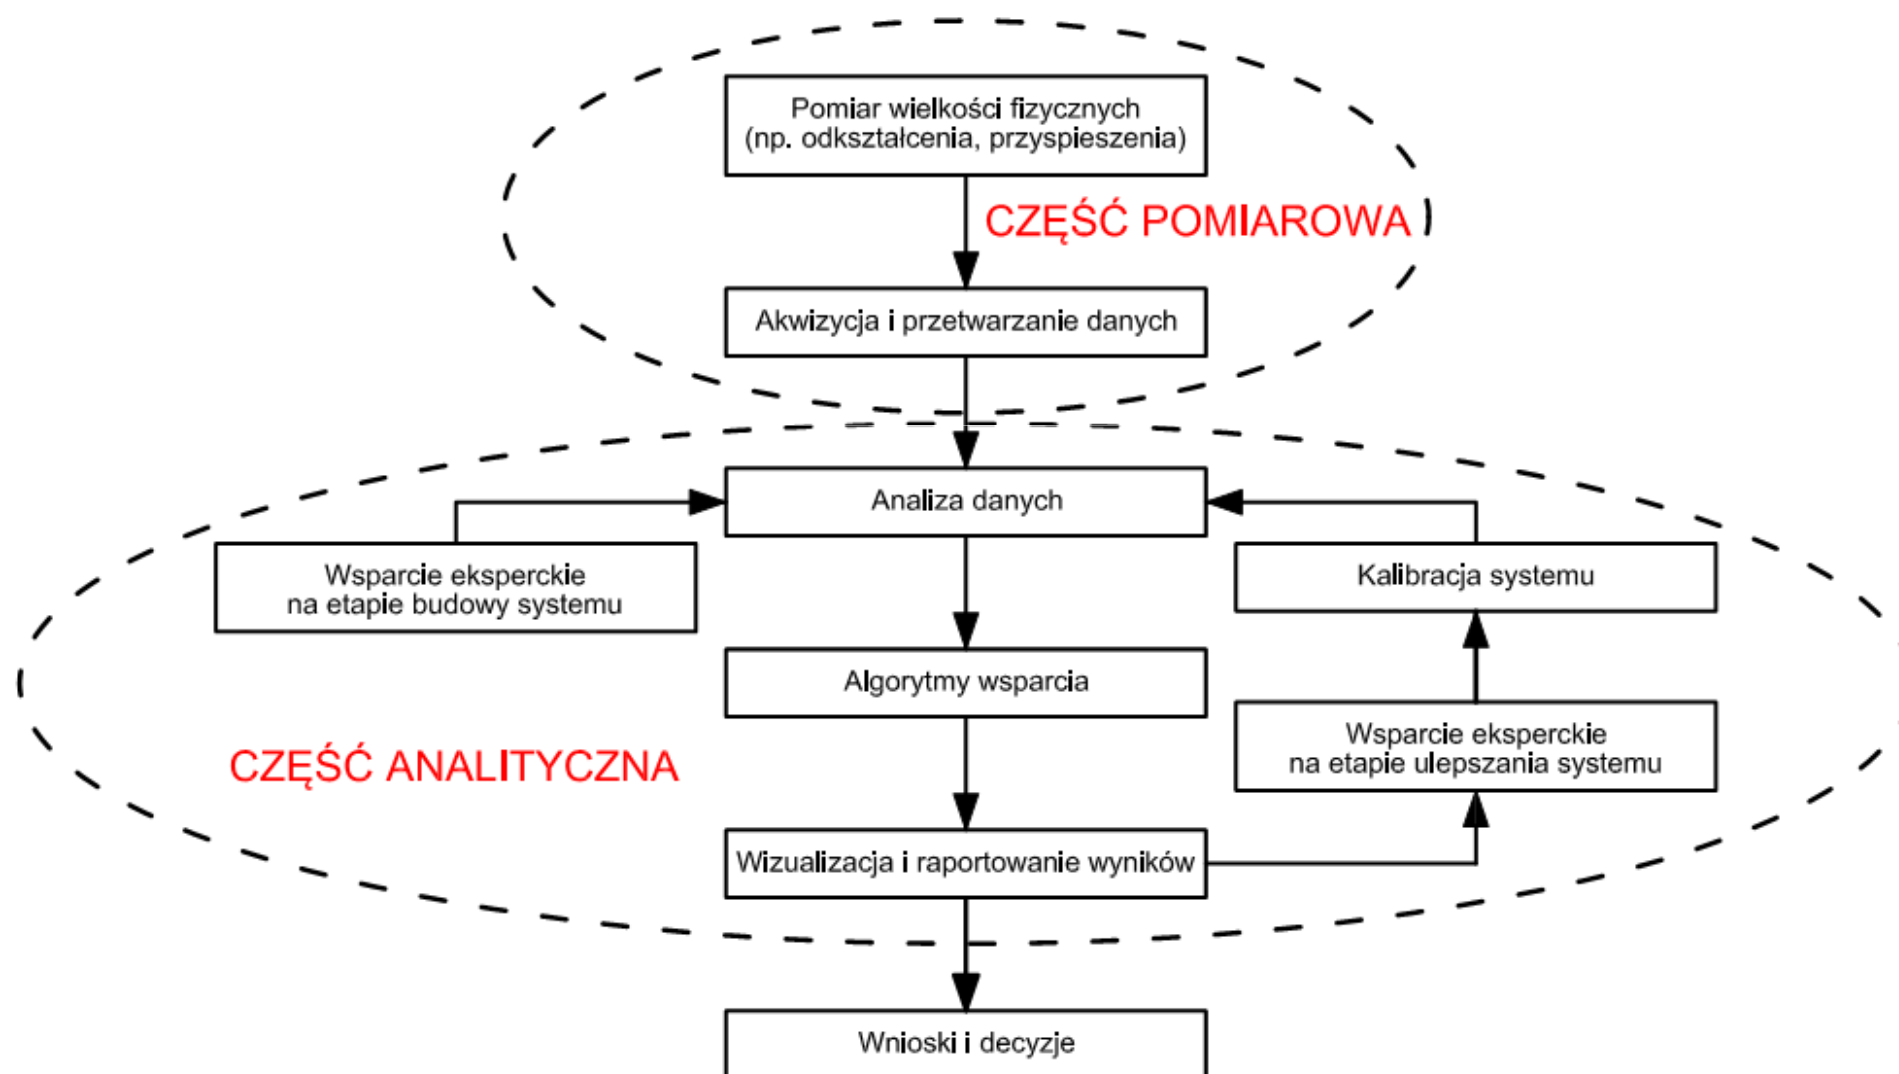 Pomiar wielkości fizycznych
(np. odkształcenia, przyspieszenia)
CZĘŚĆ POMIAROWA
Akwizycja i przetwarzanie danych
Analiza danych
Wsparcie eksperckie
na etapie budowy systemu
Kalibracja systemu
Algorytmy wsparcia
Wsparcie eksperckie
na etapie ulepszania systemu
CZĘŚĆ ANALITYCZNA
Wizualizacja i raportowanie wyników
Wnioski i decyzje